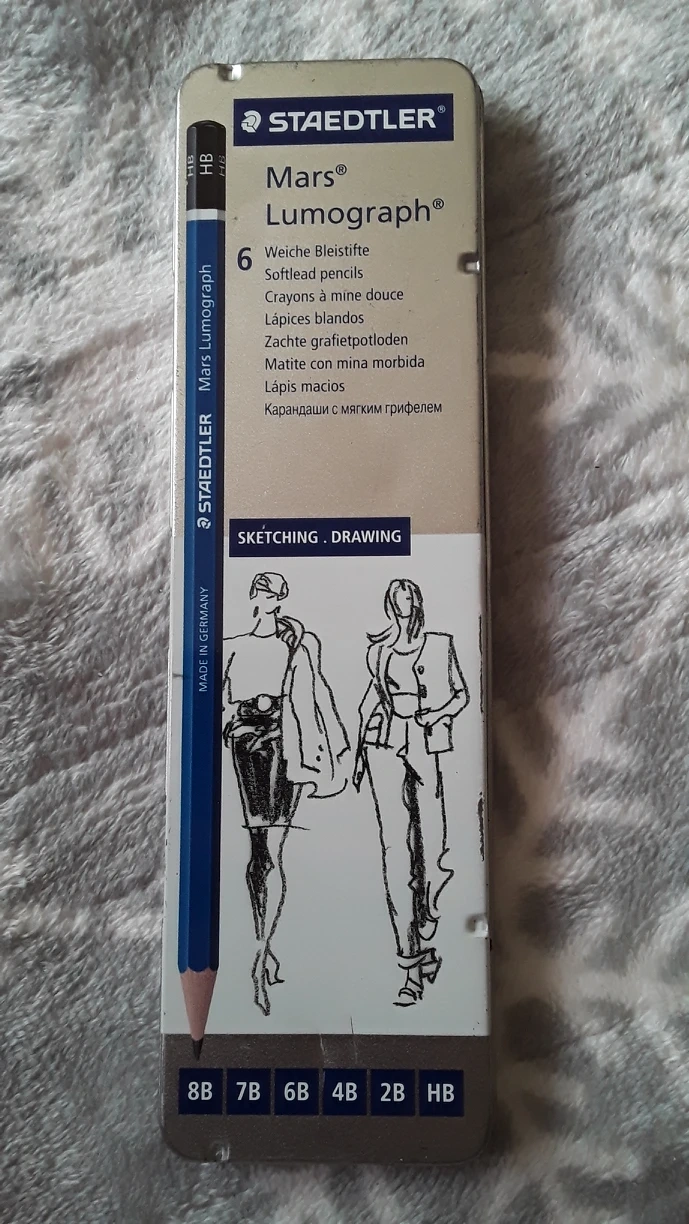 STAEDTLER®
Mars®
Lumograph®
6
Weiche Bleistifte
Softlead pencils
Crayons à mine douce
Lápices blandos
Zachte grafietpotloden
Matite con mina morbida
Lápis macios
Карандаши с мягким грифелем
HB HB HB
MADE IN GERMANY STAEDTLER Mars Lumograph
SKETCHING . DRAWING
8B 7B 6B 4B 2B HB